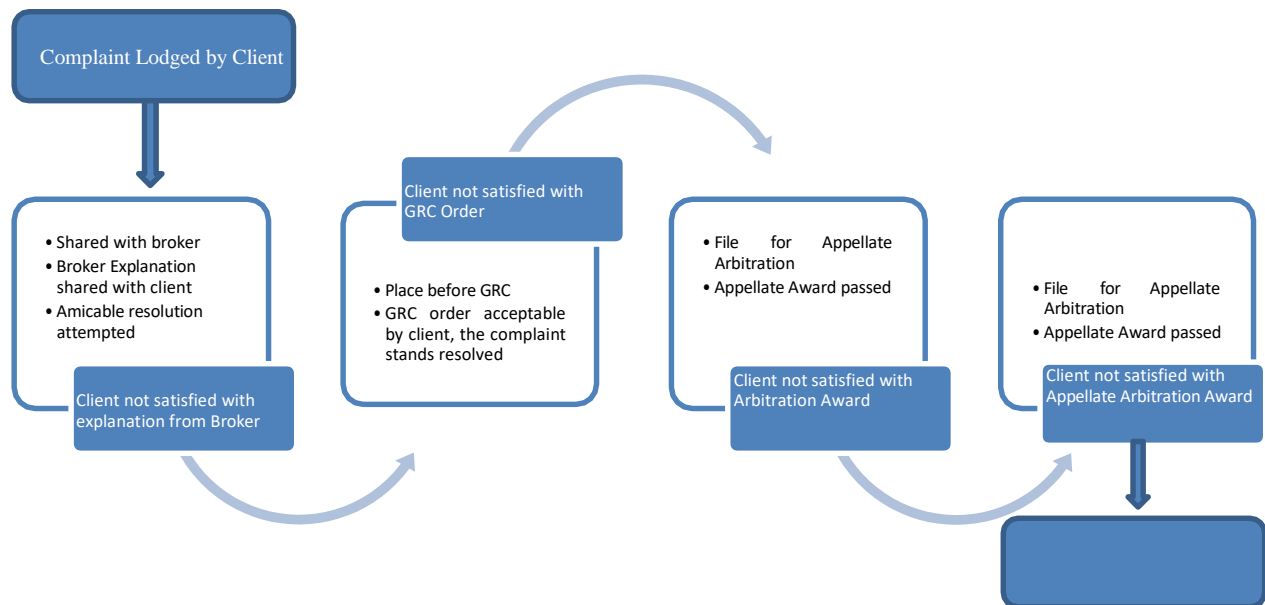 Complaint Lodged by Client
• Shared with broker
• Broker Explanation
shared with client
• Amicable resolution
attempted
Client not satisfied with
explanation from Broker
Client not satisfied with
GRC Order
• Place before GRC
• GRC order acceptable
by client, the complaint
stands resolved
• File for Appellate
Arbitration
• Appellate Award passed
Client not satisfied with
Arbitration Award
• File for Appellate
Arbitration
• Appellate Award passed
Client not satisfied with
Appellate Arbitration Award